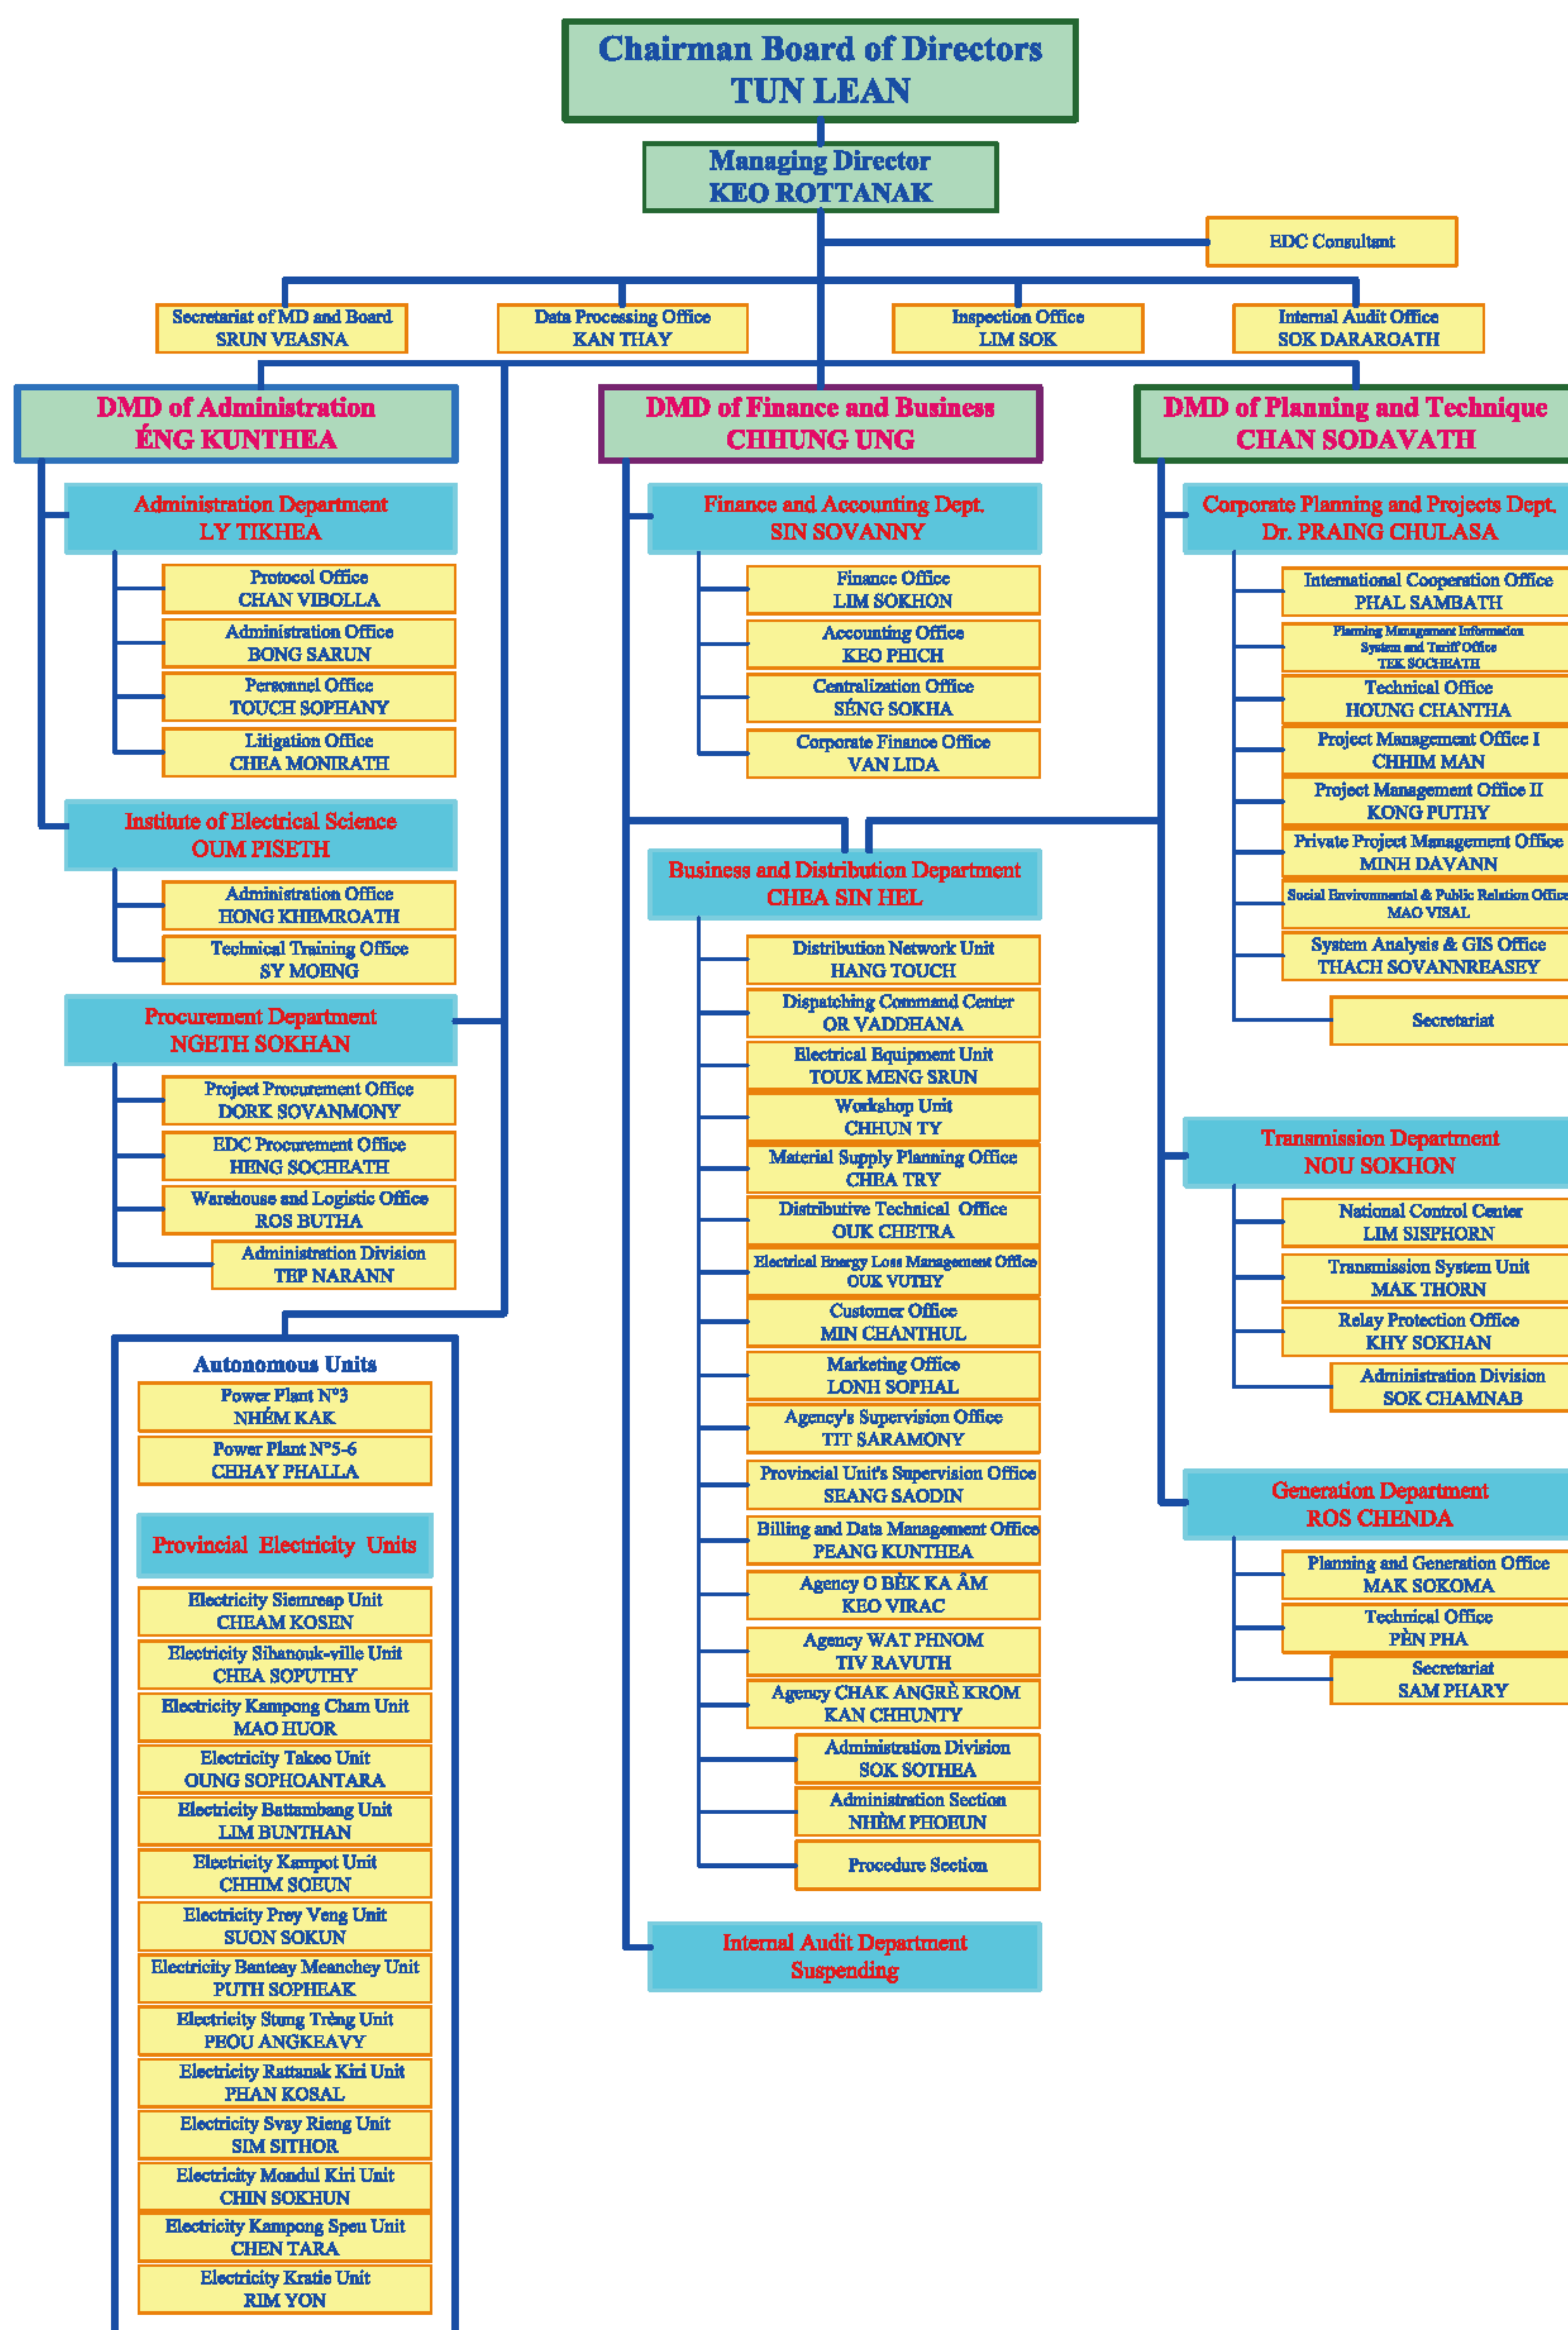 Chairman Board of Directors
TUN LEAN
Managing Director
KEO ROTTANAK
EDC Consultant
Secretariat of MD and Board
SRUN VEASNA
Data Processing Office
KAN THAY
Inspection Office
LIM SOK
Internal Audit Office
SOK DARAROATH
DMD of Administration
ÉNG KUNTHEA
Administration Department
LY TIKHEA
Protocol Office
CHAN VIBOLLA
Administration Office
BONG SARUN
Personnel Office
TOUCH SOPHANY
Litigation Office
CHEA MONIRATH
Institute of Electrical Science
OUM PISETH
Administration Office
HONG KHEMROATH
Technical Training Office
SY MOENG
Procurement Department
NGETH SOKHAN
Project Procurement Office
DORK SOVANMONY
EDC Procurement Office
HENG SOCHEATH
Warehouse and Logistic Office
ROS BUTHA
Administration Division
TEP NARANN
Autonomous Units
Power Plant N°3
NHÉM KAK
Power Plant N°5-6
CHHAY PHALLA
Provincial Electricity Units
Electricity Siemreap Unit
CHEAM KOSEN
Electricity Sihanouk-ville Unit
CHEA SOPUTHY
Electricity Kampong Cham Unit
MAO HUOR
Electricity Takeo Unit
OUNG SOPHOANTARA
Electricity Battambang Unit
LIM BUNTHAN
Electricity Kampot Unit
CHHIM SOEUN
Electricity Prey Veng Unit
SUON SOKUN
Electricity Banteay Meanchey Unit
PUTH SOPHEAK
Electricity Stung Trèng Unit
PEOU ANGKEAVY
Electricity Rattanak Kiri Unit
PHAN KOSAL
Electricity Svay Rieng Unit
SIM SITHOR
Electricity Mondul Kiri Unit
CHIN SOKHUN
Electricity Kampong Speu Unit
CHEN TARA
Electricity Kratie Unit
RIM YON
DMD of Finance and Business
CHHUNG UNG
Finance and Accounting Dept.
SIN SOVANNY
Finance Office
LIM SOKHON
Accounting Office
KEO PHICH
Centralization Office
SÉNG SOKHA
Corporate Finance Office
VAN LIDA
Business and Distribution Department
CHEA SIN HEL
Distribution Network Unit
HANG TOUCH
Dispatching Command Center
OR VADDHANA
Electrical Equipment Unit
TOUK MENG SRUN
Workshop Unit
CHHUN TY
Material Supply Planning Office
CHEA TRY
Distributive Technical Office
OUK CHETRA
Electrical Energy Loss Management Office
OUK VUTHY
Customer Office
MIN CHANTHUL
Marketing Office
LONH SOPHAL
Agency's Supervision Office
TIT SARAMONY
Provincial Unit's Supervision Office
SEANG SAODIN
Billing and Data Management Office
PEANG KUNTHEA
Agency O BÈK KA ÂM
KEO VIRAC
Agency WAT PHNOM
TIV RAVUTH
Agency CHAK ANGRÈ KROM
KAN CHHUNTY
Administration Division
SOK SOTHEA
Administration Section
NHÈM PHOEUN
Procedure Section
Internal Audit Department
Suspending
DMD of Planning and Technique
CHAN SODAVATH
Corporate Planning and Projects Dept.
Dr. PRAING CHULASA
International Cooperation Office
PHAL SAMBATH
Planning Management Information
System and Tariff Office
TEK SOCHEATH
Technical Office
HOUNG CHANTHA
Project Management Office I
CHHIM MAN
Project Management Office II
KONG PUTHY
Private Project Management Office
MINH DAVANN
Social Environmental & Public Relation Office
MAO VISAL
System Analysis & GIS Office
THACH SOVANNREASEY
Secretariat
Transmission Department
NOU SOKHON
National Control Center
LIM SISPHORN
Transmission System Unit
MAK THORN
Relay Protection Office
KHY SOKHAN
Administration Division
SOK CHAMNAB
Generation Department
ROS CHENDA
Planning and Generation Office
MAK SOKOMA
Technical Office
PÈN PHA
Secretariat
SAM PHARY